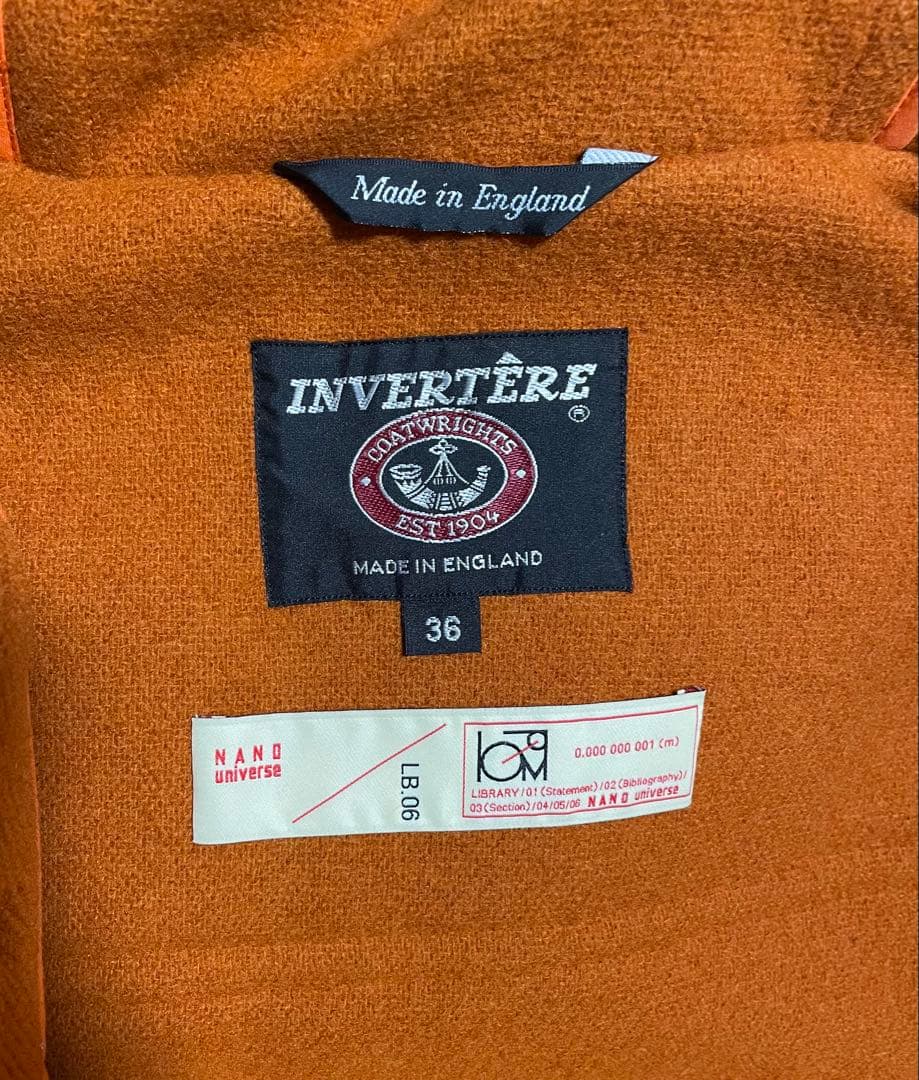 Made in England
INVERTÊRE
®
COATWRIGHTS
EST 1904
MADE IN ENGLAND
36
NANO
universe
LB.06
0.000 000 001 (m)
LIBRARY/01 (Statement)/02 (Bibliography)/
03 (Section)/04/05/06 NANO universe